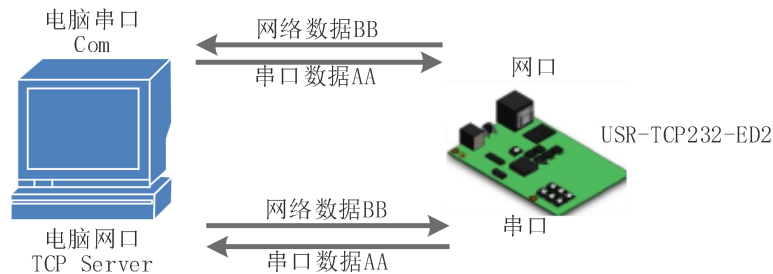 电脑串口
Com
网络数据BB
串口数据AA
网口
USR-TCP232-ED2
网络数据BB
串口
电脑网口
TCP Server
串口数据AA